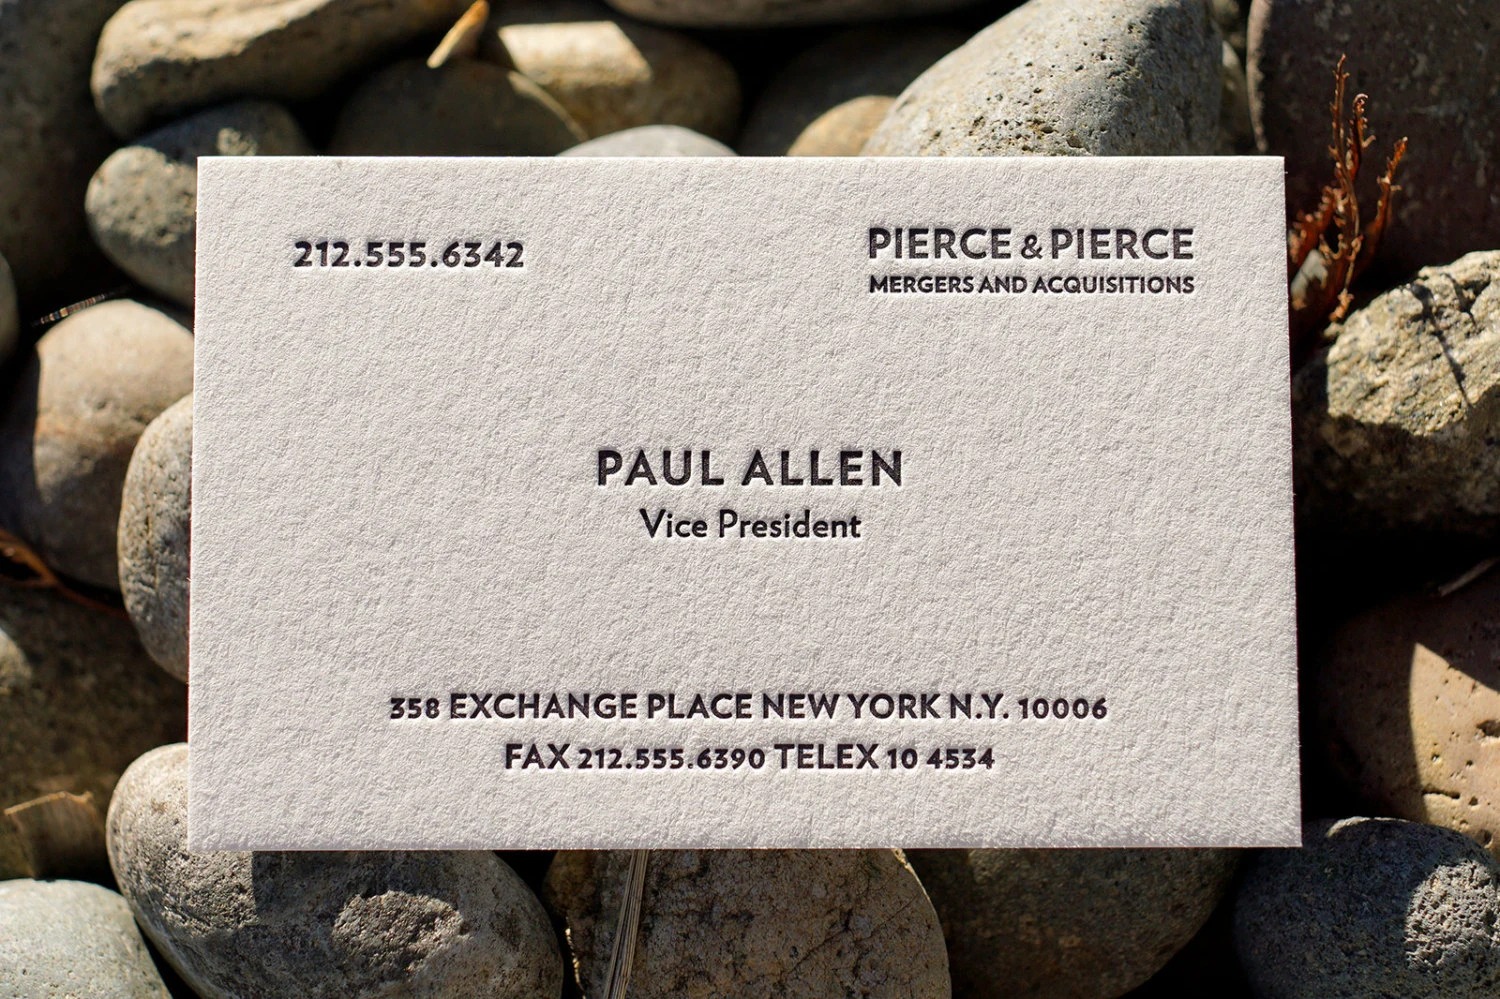 212.555.6342
PIERCE & PIERCE
MERGERS AND ACQUISITIONS
PAUL ALLEN
Vice President
358 EXCHANGE PLACE NEW YORK N.Y. 10006
FAX 212.555.6390 TELEX 10 4534